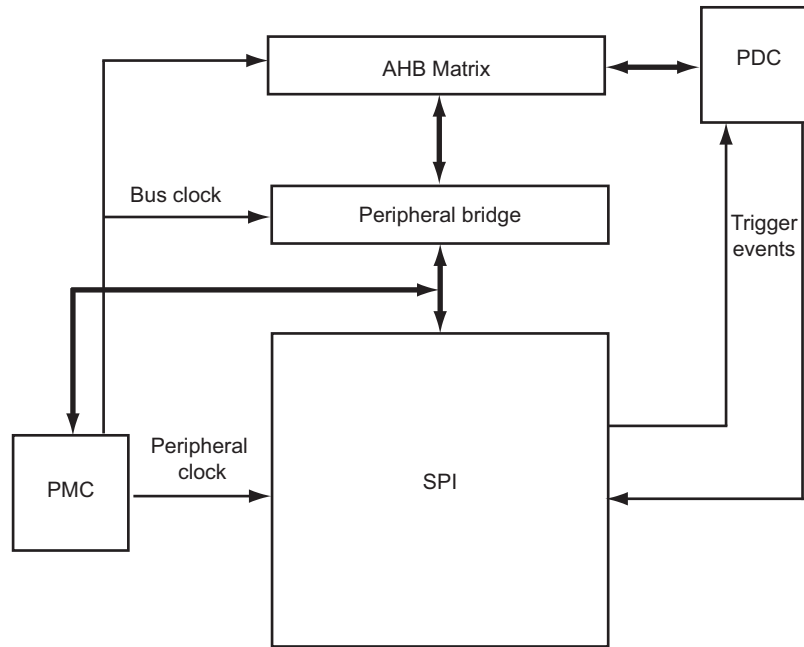 AHB Matrix
PDC
Bus clock
Peripheral bridge
Trigger
events
Peripheral
clock
PMC
SPI